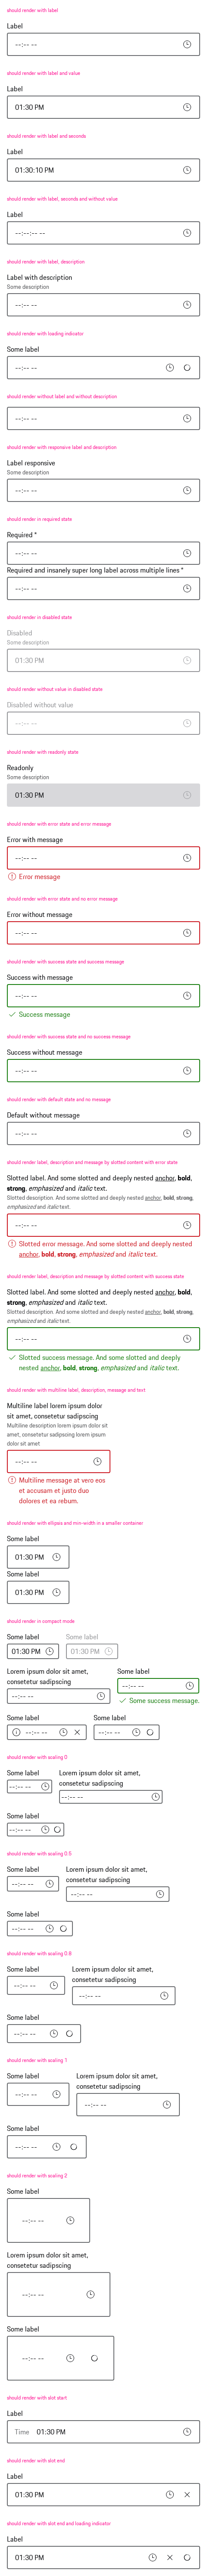 should render with label
Label
--:-- --
should render with label and value
Label
01:30 PM
should render with label and seconds
Label
01:30:10 PM
should render with label, seconds and without value
Label
--:--:-- --
should render with label, description
Label with description
Some description
--:-- --
should render with loading indicator
Some label
--:-- --
should render without label and without description
--:-- --
should render with responsive label and description
Label responsive
Some description
--:-- --
should render in required state
Required *
--:-- --
Required and insanely super long label across multiple lines *
--:-- --
should render in disabled state
Disabled
Some description
01:30 PM
should render without value in disabled state
Disabled without value
--:-- --
should render with readonly state
Readonly
Some description
01:30 PM
should render with error state and error message
Error with message
--:-- --
Error message
should render with error state and no error message
Error without message
--:-- --
should render with success state and success message
Success with message
--:-- --
Success message
should render with success state and no success message
Success without message
--:-- --
should render with default state and no message
Default without message
--:-- --
should render label, description and message by slotted content with error state
Slotted label. And some slotted and deeply nested anchor, bold,
strong, emphasized and italic text.
Slotted description. And some slotted and deeply nested anchor, bold, strong,
emphasized and italic text.
--:-- --
Slotted error message. And some slotted and deeply nested
anchor, bold, strong, emphasized and italic text.
should render label, description and message by slotted content with success state
Slotted label. And some slotted and deeply nested anchor, bold,
strong, emphasized and italic text.
Slotted description. And some slotted and deeply nested anchor, bold, strong,
emphasized and italic text.
--:-- --
Slotted success message. And some slotted and deeply
nested anchor, bold, strong, emphasized and italic text.
should render with multiline label, description, message and text
Multiline label lorem ipsum dolor
sit amet, consetetur sadipscing
Multiline description lorem ipsum dolor sit
amet, consetetur sadipscing lorem ipsum
dolor sit amet
--:-- --
Multiline message at vero eos
et accusam et justo duo
dolores et ea rebum.
should render with ellipsis and min-width in a smaller container
Some label
01:30 PM
Some label
01:30 PM
should render in compact mode
Some label Some label
01:30 PM 01:30 PM
Lorem ipsum dolor sit amet, Some label
consetetur sadipscing --:-- --
--:-- -- Some success message.
Some label Some label
--:-- -- --:-- --
should render with scaling 0
Some label Lorem ipsum dolor sit amet,
--:-- -- consetetur sadipscing
--:-- --
Some label
--:-- --
should render with scaling 0.5
Some label Lorem ipsum dolor sit amet,
--:-- -- consetetur sadipscing
--:-- --
Some label
--:-- --
should render with scaling 0.8
Some label Lorem ipsum dolor sit amet,
--:-- -- consetetur sadipscing
--:-- --
Some label
--:-- --
should render with scaling 1
Some label Lorem ipsum dolor sit amet,
--:-- -- consetetur sadipscing
--:-- --
Some label
--:-- --
should render with scaling 2
Some label
--:-- --
Lorem ipsum dolor sit amet,
consetetur sadipscing
--:-- --
Some label
--:-- --
should render with slot start
Label
Time 01:30 PM
should render with slot end
Label
01:30 PM
should render with slot end and loading indicator
Label
01:30 PM